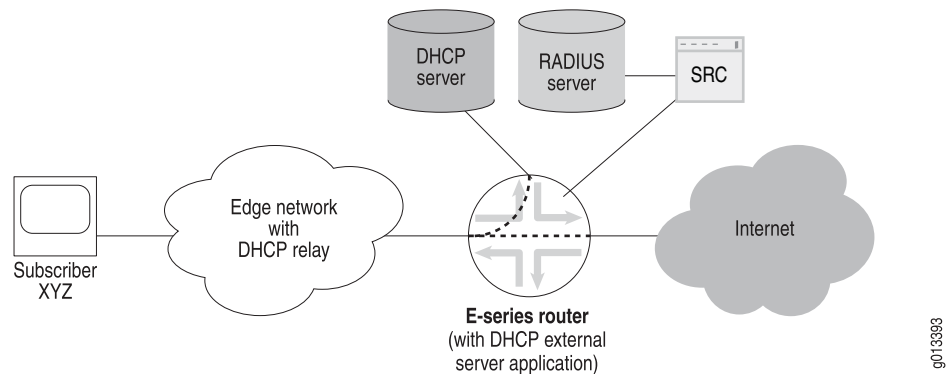 DHCP
server
RADIUS
server
SRC
Edge network
with
DHCP relay
Internet
Subscriber
XYZ
E-series router
(with DHCP external
server application)
g013393